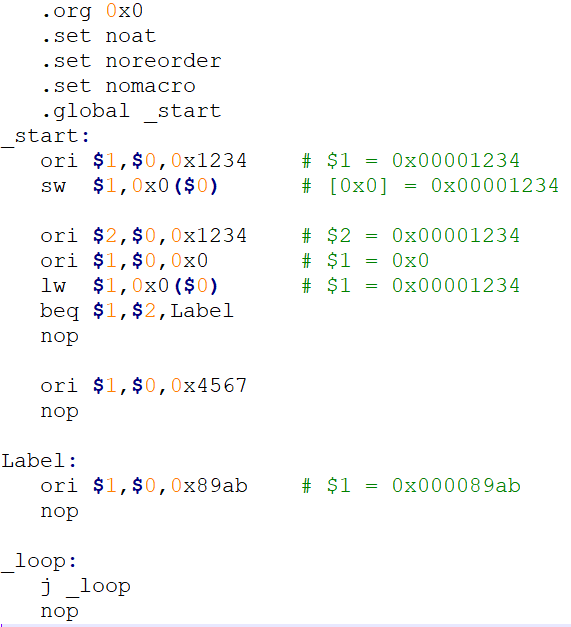 .org 0x0
.set noat
.set noreorder
.set nomacro
.global _start
_start:
ori $1,$0,0x1234 # $1 = 0x00001234
sw $1,0x0($0) # [0x0] = 0x00001234
ori $2,$0,0x1234 # $2 = 0x00001234
ori $1,$0,0x0 # $1 = 0x0
lw $1,0x0($0) # $1 = 0x00001234
beq $1,$2,Label
nop
ori $1,$0,0x4567
nop
Label:
ori $1,$0,0x89ab # $1 = 0x000089ab
nop
_loop:
j _loop
nop